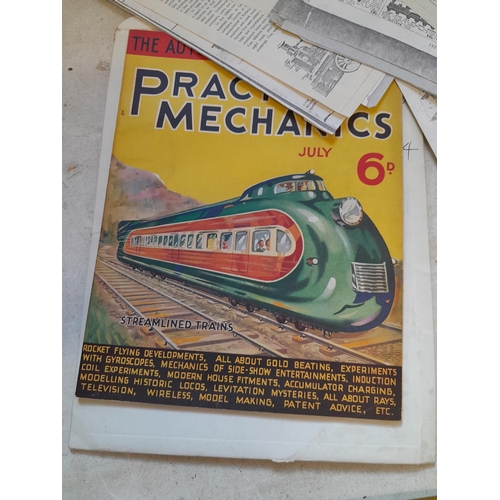 THE AUTO
PRACT
MECHANICS
JULY
6D.
4
STREAMLINED TRAINS
ROCKET FLYING DEVELOPMENTS, ALL ABOUT GOLD BEATING, EXPERIMENTS
WITH GYROSCOPES, MECHANICS OF SIDE-SHOW ENTERTAINMENTS, INDUCTION
COIL EXPERIMENTS, MODERN HOUSE FITMENTS, ACCUMULATOR CHARGING,
MODELLING HISTORIC LOCOS, LEVITATION MYSTERIES, ALL ABOUT RAYS,
TELEVISION, WIRELESS, MODEL MAKING, PATENT ADVICE, ETC.